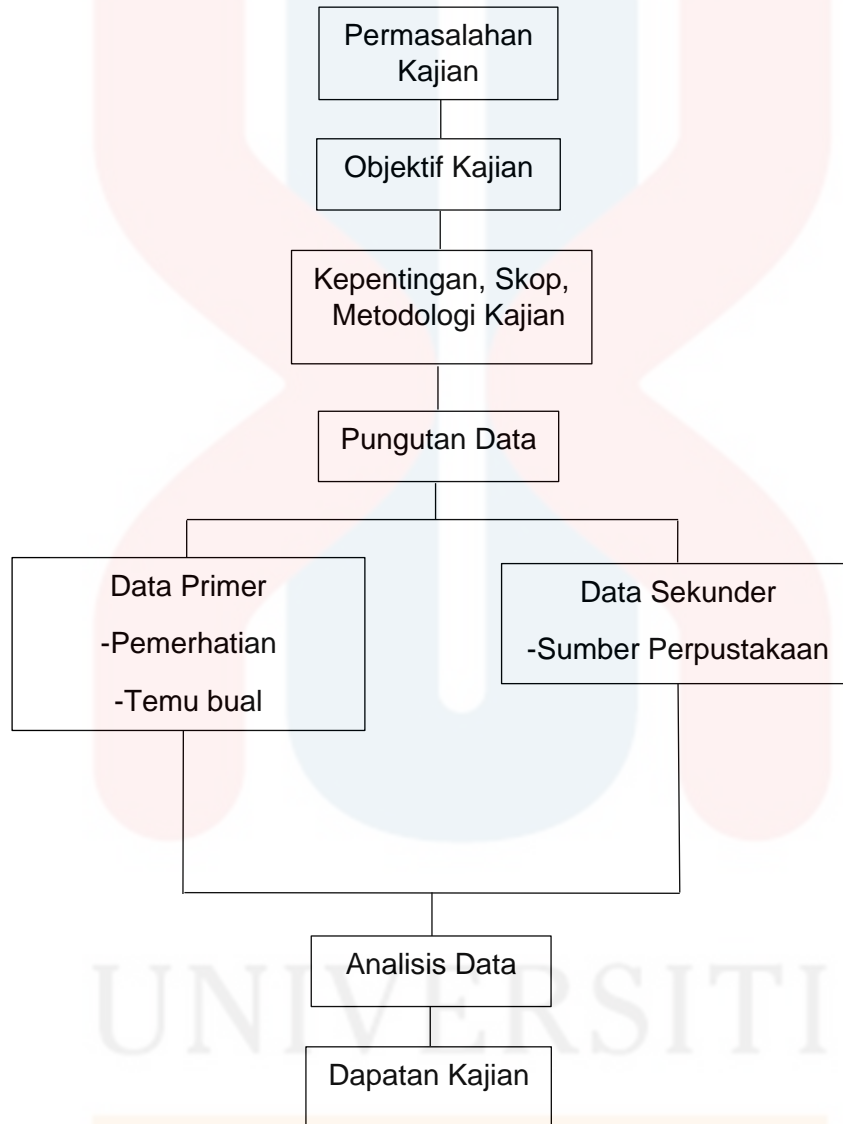 Permasalahan
Kajian
Objektif Kajian
Kepentingan, Skop,
Metodologi Kajian
Pungutan Data
Data Primer
-Pemerhatian
-Temu bual
Data Sekunder
-Sumber Perpustakaan
Analisis Data
UNIVERSITI
Dapatan Kajian